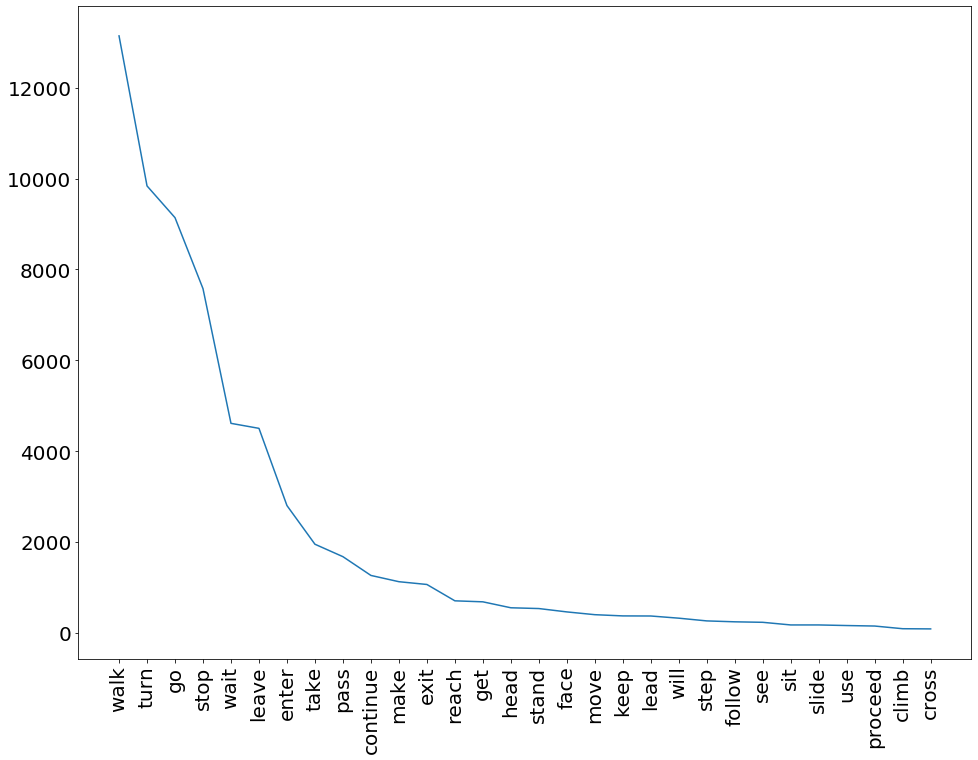 12000
10000
8000
6000
4000
2000
0
walk
turn
go
stop
wait
leave
enter
take
pass
continue
make
exit
reach
get
head
stand
face
move
keep
lead
will
step
follow
see
sit
slide
use
proceed
climb
cross